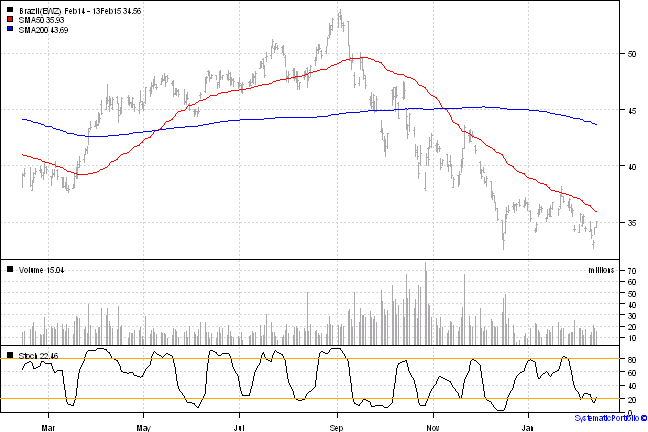 Brazil(EWZ) Feb14 - 13Feb15 34.56
SMA50 35.93
SMA200 43.69
50
45
40
35
Volume 15.04
millions
70
60
50
40
30
20
10
Stoch 22.46
80
60
40
20
0
Mar May Jul Sep Nov Jan
SystematicPortfolio ©